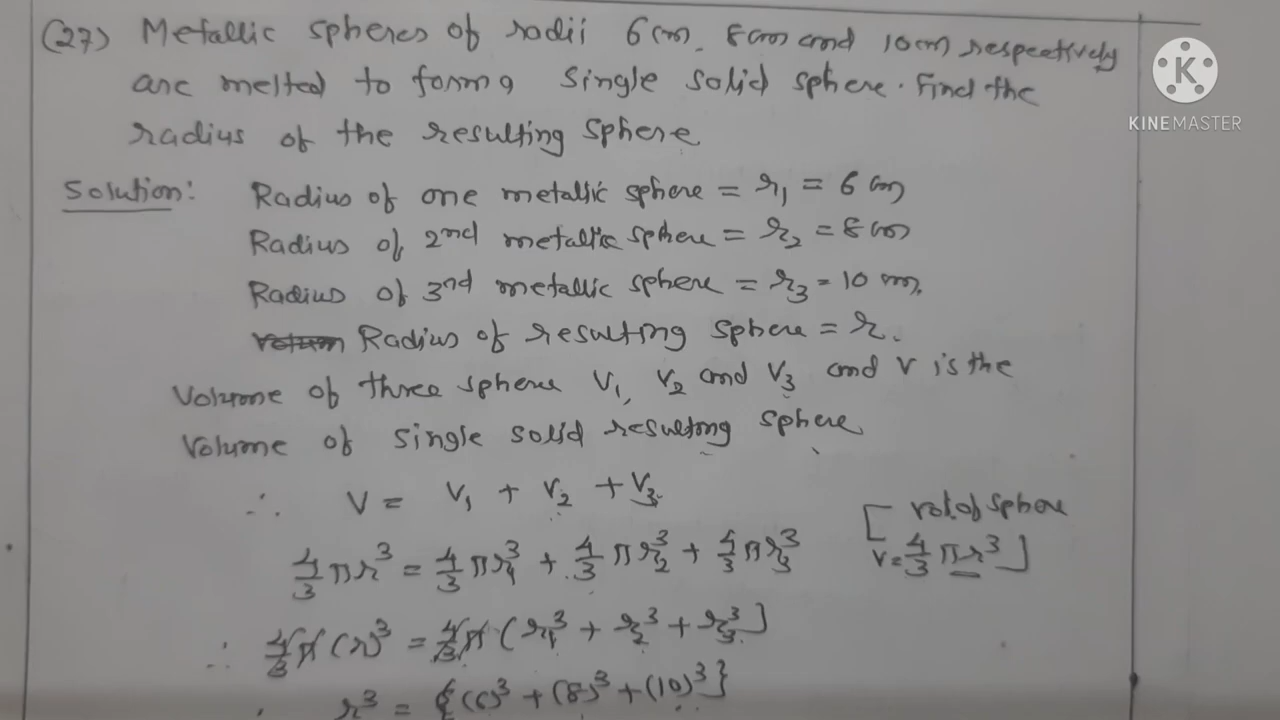 (27) Metallic spheres of radii 6 cm, 8 cm and 10 cm respectively
are melted to form a single solid sphere. Find the
radius of the resulting sphere.
Solution: Radius of one metallic sphere = r₁ = 6 cm
Radius of 2nd metallic sphere = r₂ = 8 cm
Radius of 3rd metallic sphere = r₃ = 10 cm.
Radius of resulting sphere = r.
Volume of three sphere V₁, V₂ and V₃ and V is the
Volume of single solid resulting sphere
∴ V = V₁ + V₂ + V₃
4/3 πr³ = 4/3 πr₁³ + 4/3 πr₂³ + 4/3 πr₃³ [ vol. of sphere
V = 4/3 πr³ ]
∴ 4/3 π (r)³ = 4/3 π ( r₁³ + r₂³ + r₃³ ]
∴ r³ = {(6)³ + (8)³ + (10)³}
K
KINEMASTER